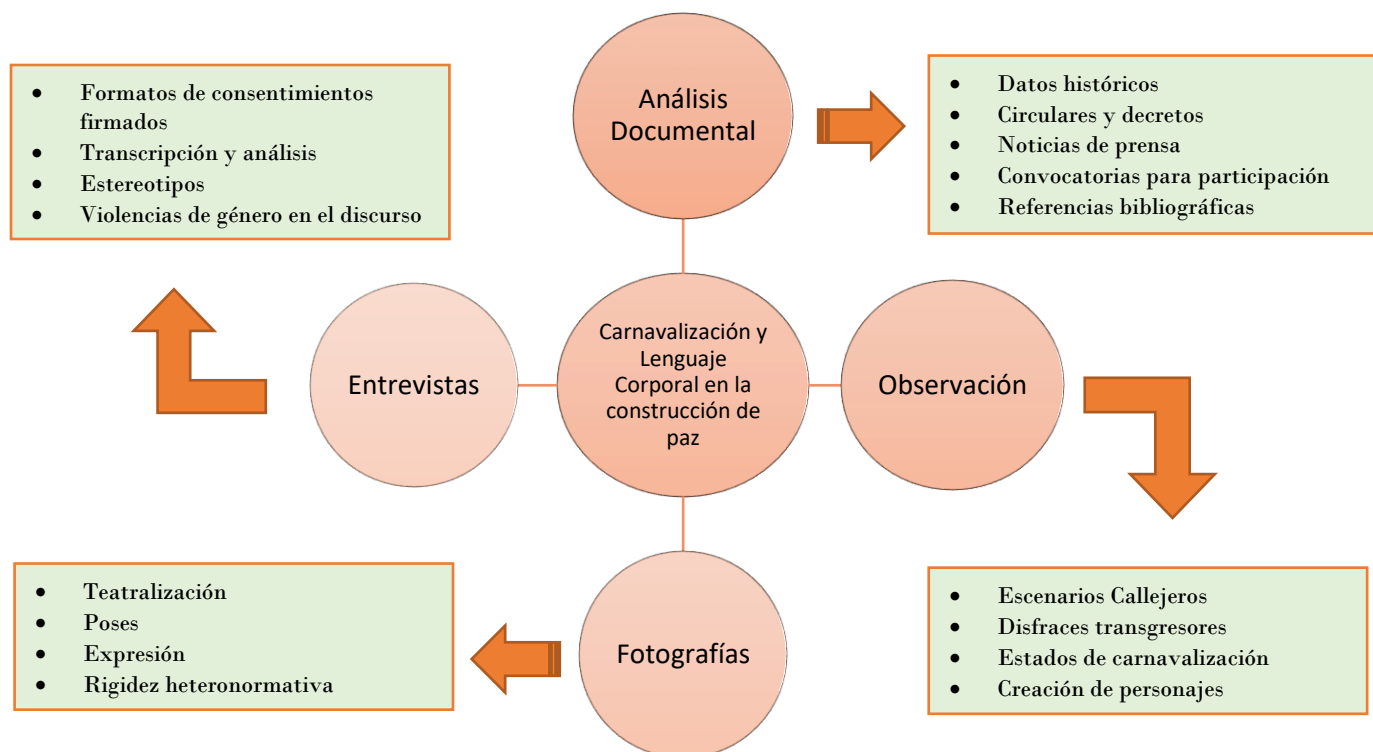 Análisis
Documental
• Formatos de consentimientos
firmados
• Transcripción y análisis
• Estereotipos
• Violencias de género en el discurso
• Datos históricos
• Circulares y decretos
• Noticias de prensa
• Convocatorias para participación
• Referencias bibliográficas
Entrevistas
Carnavalización y
Lenguaje
Corporal en la
construcción de
paz
Observación
• Teatralización
• Poses
• Expresión
• Rigidez heteronormativa
Fotografías
• Escenarios Callejeros
• Disfraces transgresores
• Estados de carnavalización
• Creación de personajes